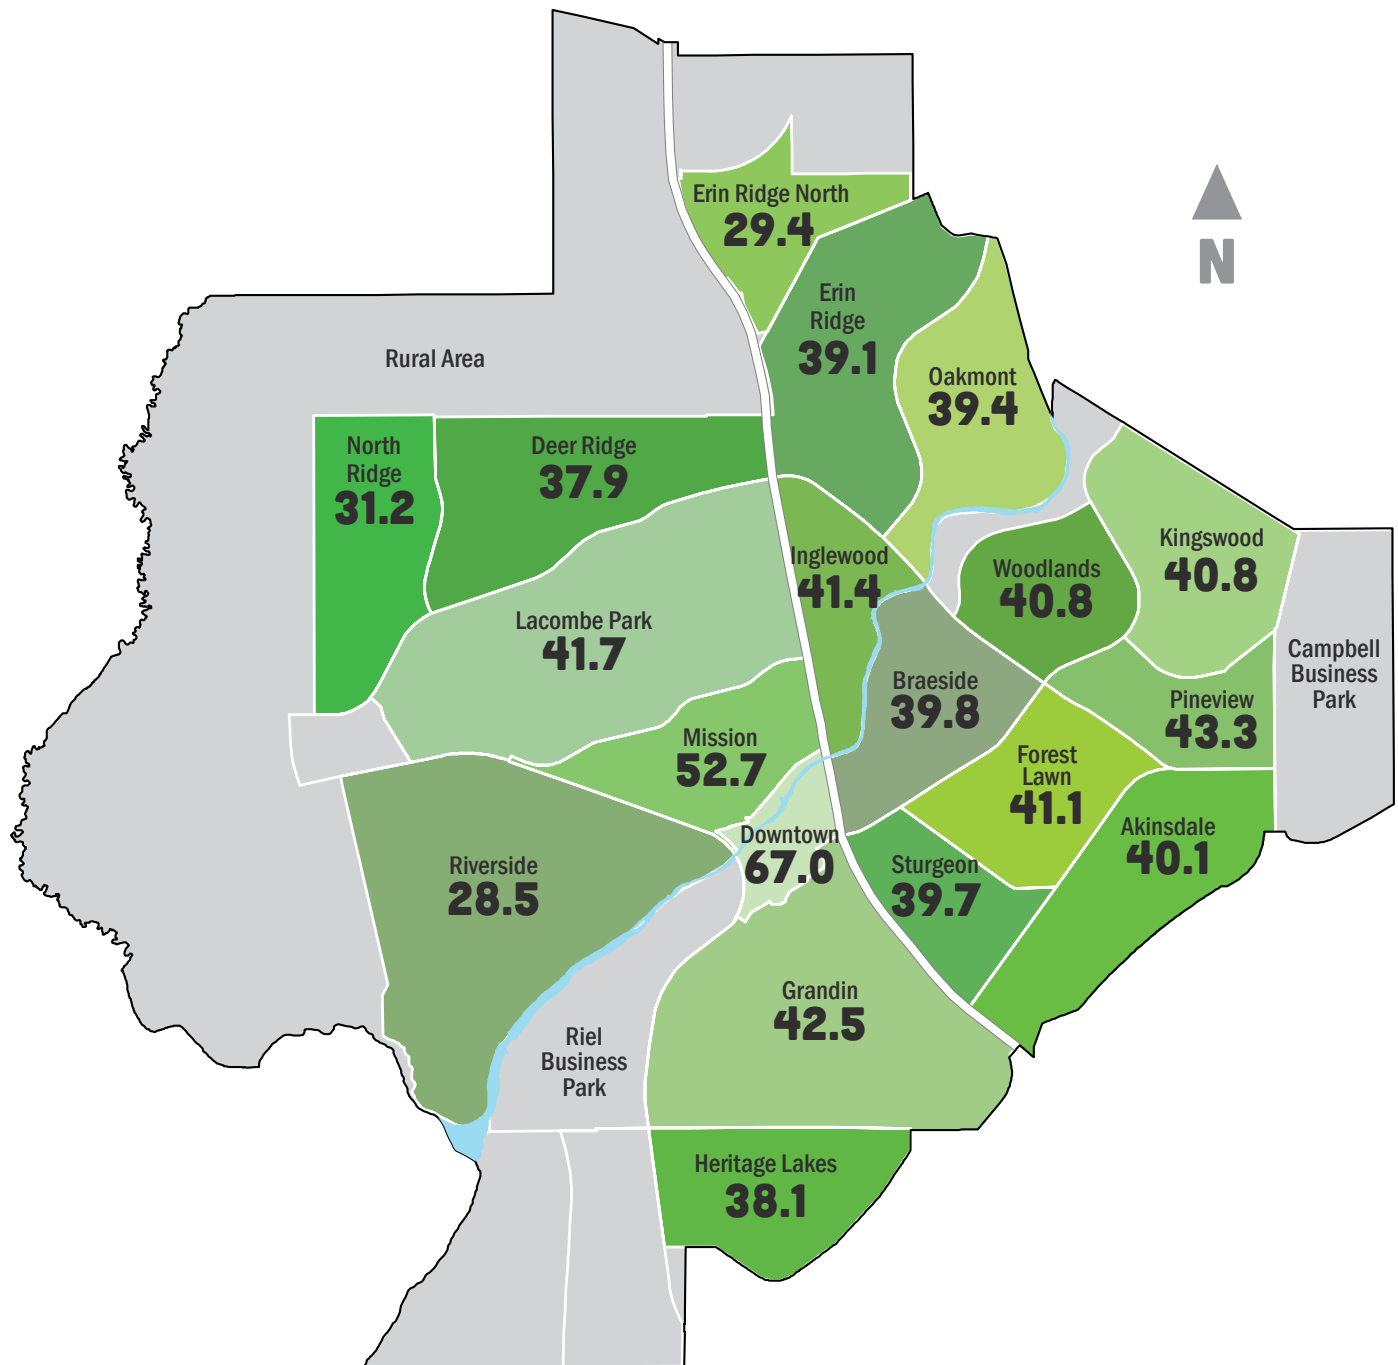 Erin Ridge North
29.4
N
Erin
Ridge
39.1
Rural Area
Oakmont
39.4
North
Ridge
31.2
Deer Ridge
37.9
Inglewood
41.4
Woodlands
40.8
Kingswood
40.8
Lacombe Park
41.7
Campbell
Business
Park
Braeside
39.8
Pineview
43.3
Mission
52.7
Forest
Lawn
41.1
Downtown
67.0
Akinsdale
40.1
Riverside
28.5
Sturgeon
39.7
Grandin
42.5
Riel
Business
Park
Heritage Lakes
38.1